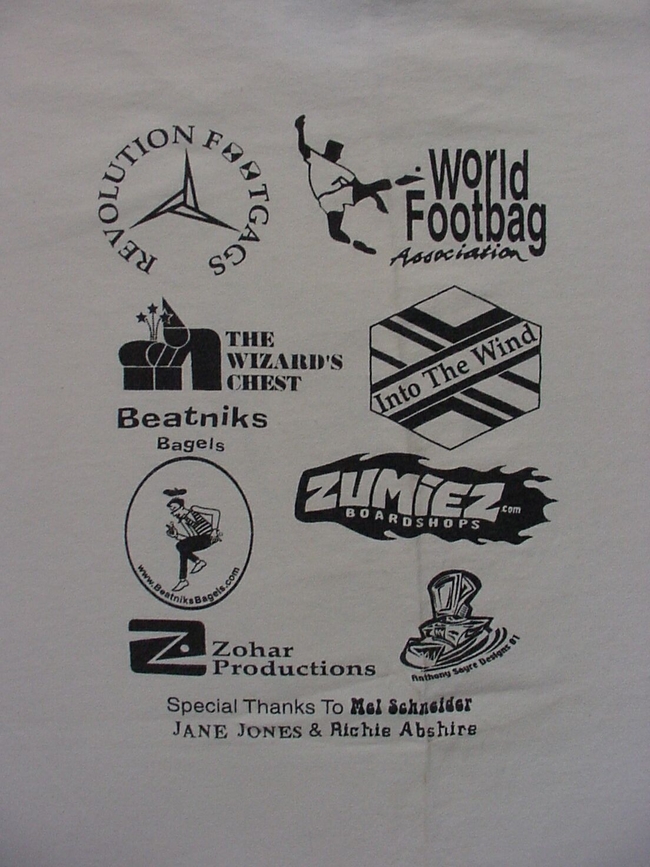 REVOLUTION FOOTGAGS
World
Footbag
Association
THE
WIZARD'S
CHEST
Into The Wind
Beatniks
Bagels
www.BeatniksBagels.com
ZUMIEZ.com
BOARDSHOPS
Zohar
Productions
Anthony Sayre Designs 01
Special Thanks To Mel Schneider
JANE JONES & Richie Abshire